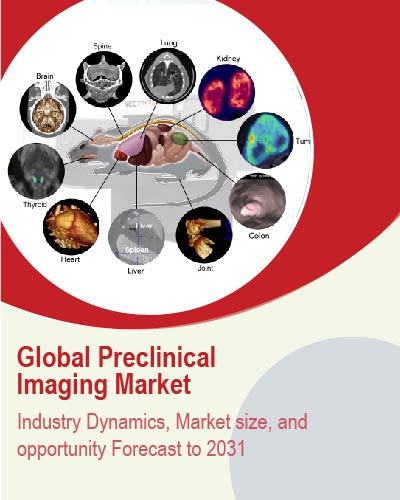 Lung
Spine
Kidney
Brain
Tum
Thyroid
Colon
Liver
Spleen
Heart
Liver
Joint
Global Preclinical
Imaging Market
Industry Dynamics, Market size, and
opportunity Forecast to 2031